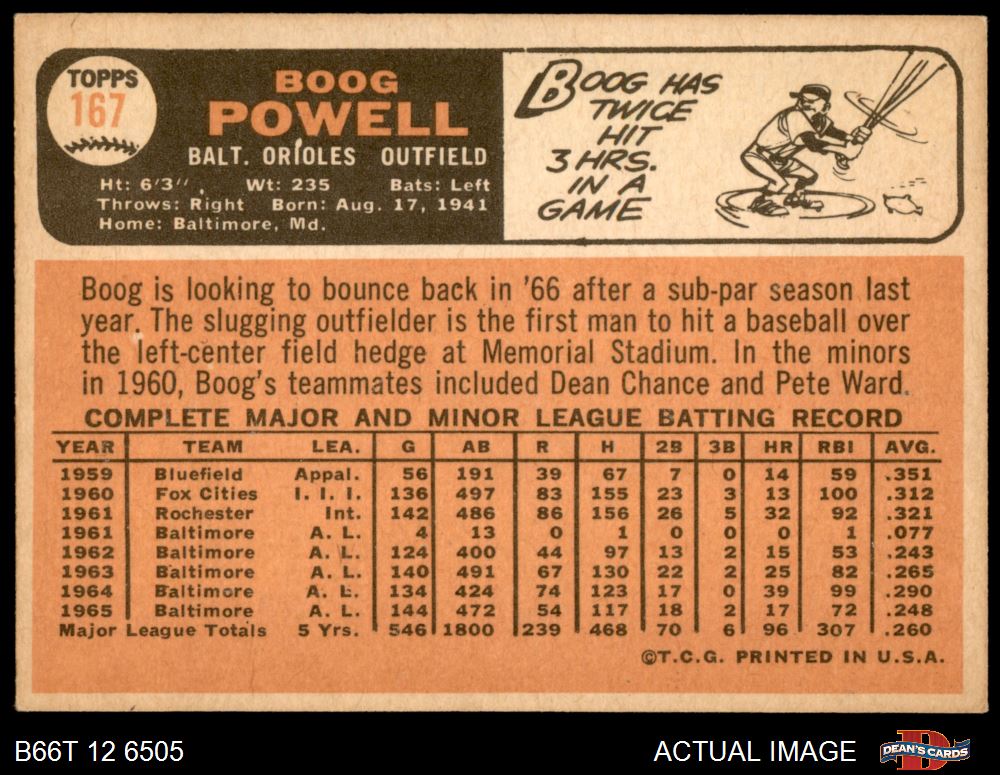 TOPPS
167
BOOG
POWELL
BALT. ORIOLES OUTFIELD
Ht: 6'3", Wt: 235 Bats: Left
Throws: Right Born: Aug. 17, 1941
Home: Baltimore, Md.
BOOG HAS
TWICE
HIT
3 HRS.
IN A
GAME
Boog is looking to bounce back in '66 after a sub-par season last
year. The slugging outfielder is the first man to hit a baseball over
the left-center field hedge at Memorial Stadium. In the minors
in 1960, Boog's teammates included Dean Chance and Pete Ward.
COMPLETE MAJOR AND MINOR LEAGUE BATTING RECORD
YEAR TEAM LEA. G AB R H 2B 3B HR RBI AVG.
1959 Bluefield Appal. 56 191 39 67 7 0 14 59 .351
1960 Fox Cities I. I. I. 136 497 83 155 23 3 13 100 .312
1961 Rochester Int. 142 486 86 156 26 5 32 92 .321
1961 Baltimore A. L. 4 13 0 1 0 0 0 1 .077
1962 Baltimore A. L. 124 400 44 97 13 2 15 53 .243
1963 Baltimore A. L. 140 491 67 130 22 2 25 82 .265
1964 Baltimore A. L. 134 424 74 123 17 0 39 99 .290
1965 Baltimore A. L. 144 472 54 117 18 2 17 72 .248
Major League Totals 5 Yrs. 546 1800 239 468 70 6 96 307 .260
©T.C.G. PRINTED IN U.S.A.
B66T 12 6505 ACTUAL IMAGE DEAN'S CARDS